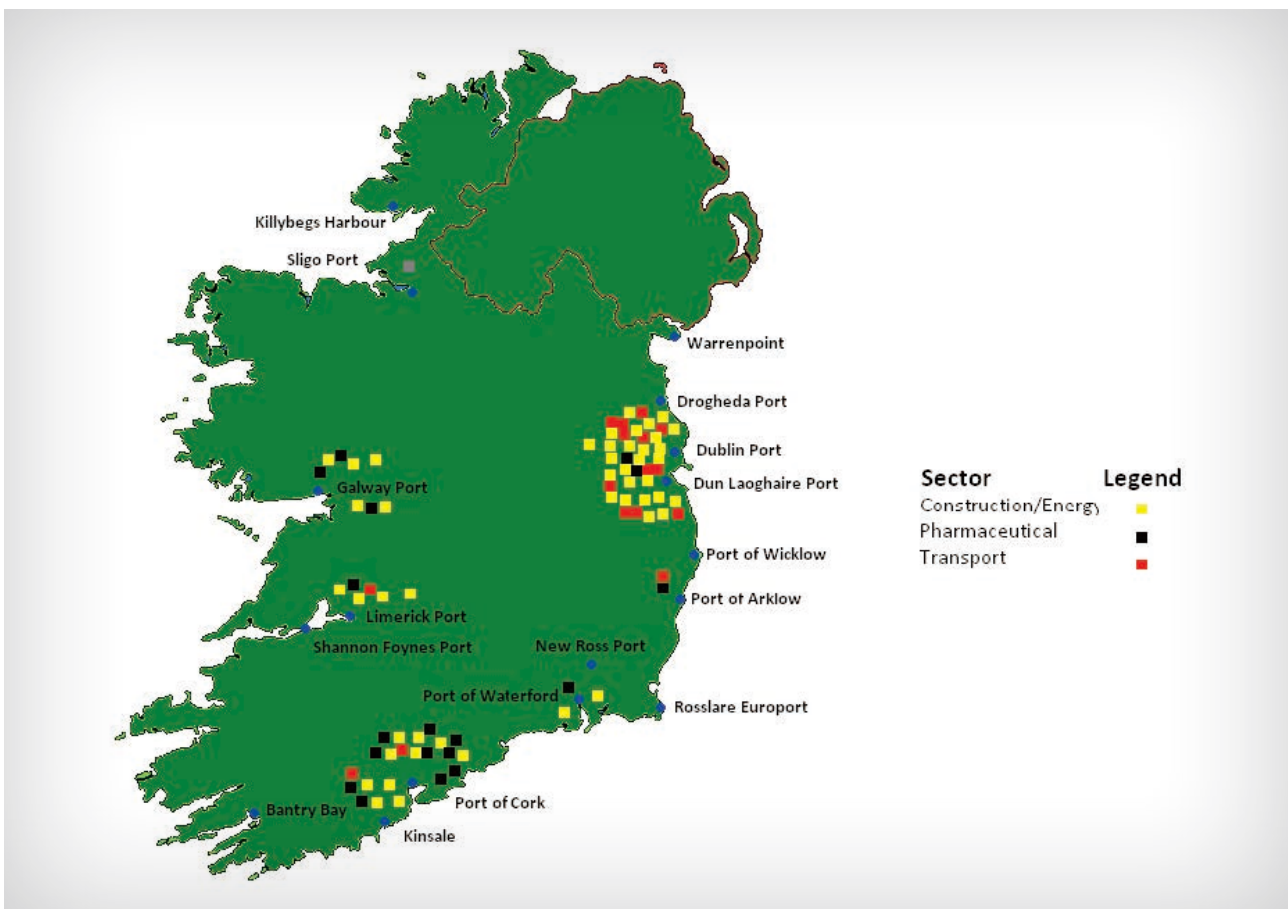 Killybegs Harbour
Sligo Port
Warrenpoint
Drogheda Port
Dublin Port
Dun Laoghaire Port
Galway Port
Port of Wicklow
Port of Arklow
Limerick Port
Shannon Foynes Port
New Ross Port
Port of Waterford
Rosslare Europort
Port of Cork
Bantry Bay
Kinsale
Sector Legend
Construction/Energy
Pharmaceutical
Transport